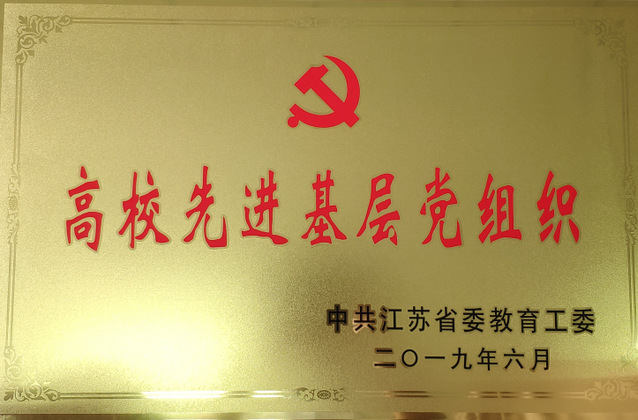 高校先进基层党组织
中共江苏省委教育工委
二〇一九年六月